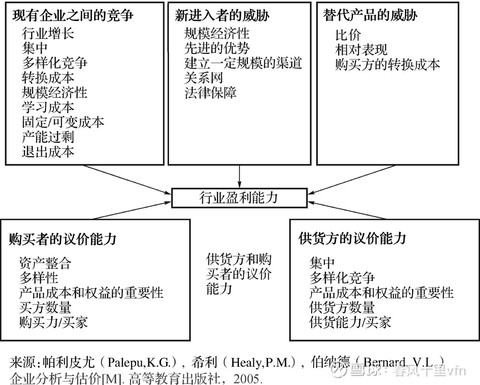 现有企业之间的竞争
行业增长
集中
多样化竞争
转换成本
规模经济性
学习成本
固定/可变成本
产能过剩
退出成本
新进入者的威胁
规模经济性
先进的优势
建立一定规模的渠道
关系网
法律保障
替代产品的威胁
比价
相对表现
购买方的转换成本
行业盈利能力
购买者的议价能力
资产整合
多样性
产品成本和权益的重要性
买方数量
购买力/买家
供货方和购
买者的议价
能力
供货方的议价能力
集中
多样化竞争
产品成本和权益的重要性
供货方数量
供货能力/买家
来源：帕利皮尤（Palepu,K.G.），希利（Healy,P.M.），伯纳德（Bernard, V.L.）
企业分析与估价[M]. 高等教育出版社，2005.
雪球：春风千里vfn